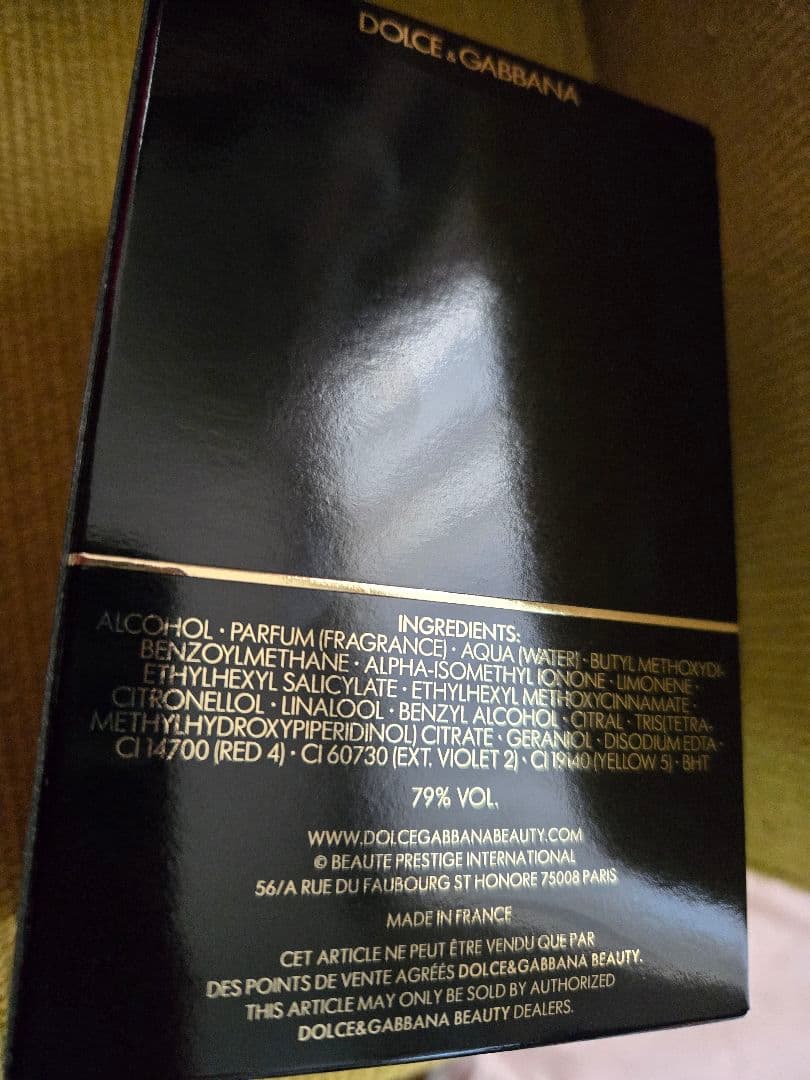 DOLCE & GABBANA
INGREDIENTS:
ALCOHOL · PARFUM (FRAGRANCE) · AQUA (WATER) · BUTYL METHOXYDI-
BENZOYLMETHANE · ALPHA-ISOMETHYL IONONE · LIMONENE ·
ETHYLHEXYL SALICYLATE · ETHYLHEXYL METHOXYCINNAMATE ·
CITRONELLOL · LINALOOL · BENZYL ALCOHOL · CITRAL · TRIS(TETRA-
METHYLHYDROXYPIPERIDINOL) CITRATE · GERANIOL · DISODIUM EDTA ·
CI 14700 (RED 4) · CI 60730 (EXT. VIOLET 2) · CI 19140 (YELLOW 5) · BHT
79% VOL.
WWW.DOLCEGABBANABEAUTY.COM
© BEAUTE PRESTIGE INTERNATIONAL
56/A RUE DU FAUBOURG ST HONORE 75008 PARIS
MADE IN FRANCE
CET ARTICLE NE PEUT ÊTRE VENDU QUE PAR
DES POINTS DE VENTE AGRÉÉS DOLCE&GABBANA BEAUTY.
THIS ARTICLE MAY ONLY BE SOLD BY AUTHORIZED
DOLCE&GABBANA BEAUTY DEALERS.